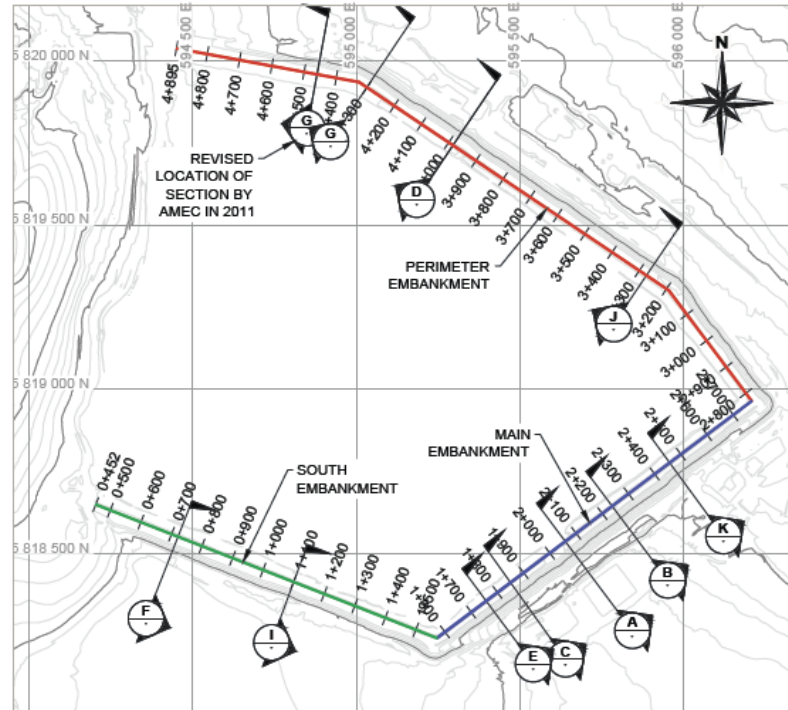 594 500 E
595 000 E
595 500 E
596 000 E
5 820 000 N
N
4+895
4+800
4+700
4+600
G
G
4+200
4+100
REVISED
LOCATION OF
SECTION BY
AMEC IN 2011
D
3+900
3+800
3+700
3+600
3+500
3+400
5 819 500 N
PERIMETER
EMBANKMENT
J
3+200
3+100
3+000
5 819 000 N
2+800
MAIN
EMBANKMENT
2+400
2+300
2+200
2+100
2+000
K
SOUTH
EMBANKMENT
0+452
0+500
0+600
0+700
0+800
0+900
1+000
1+200
1+300
1+400
1+700
5 818 500 N
F
I
B
A
E
C